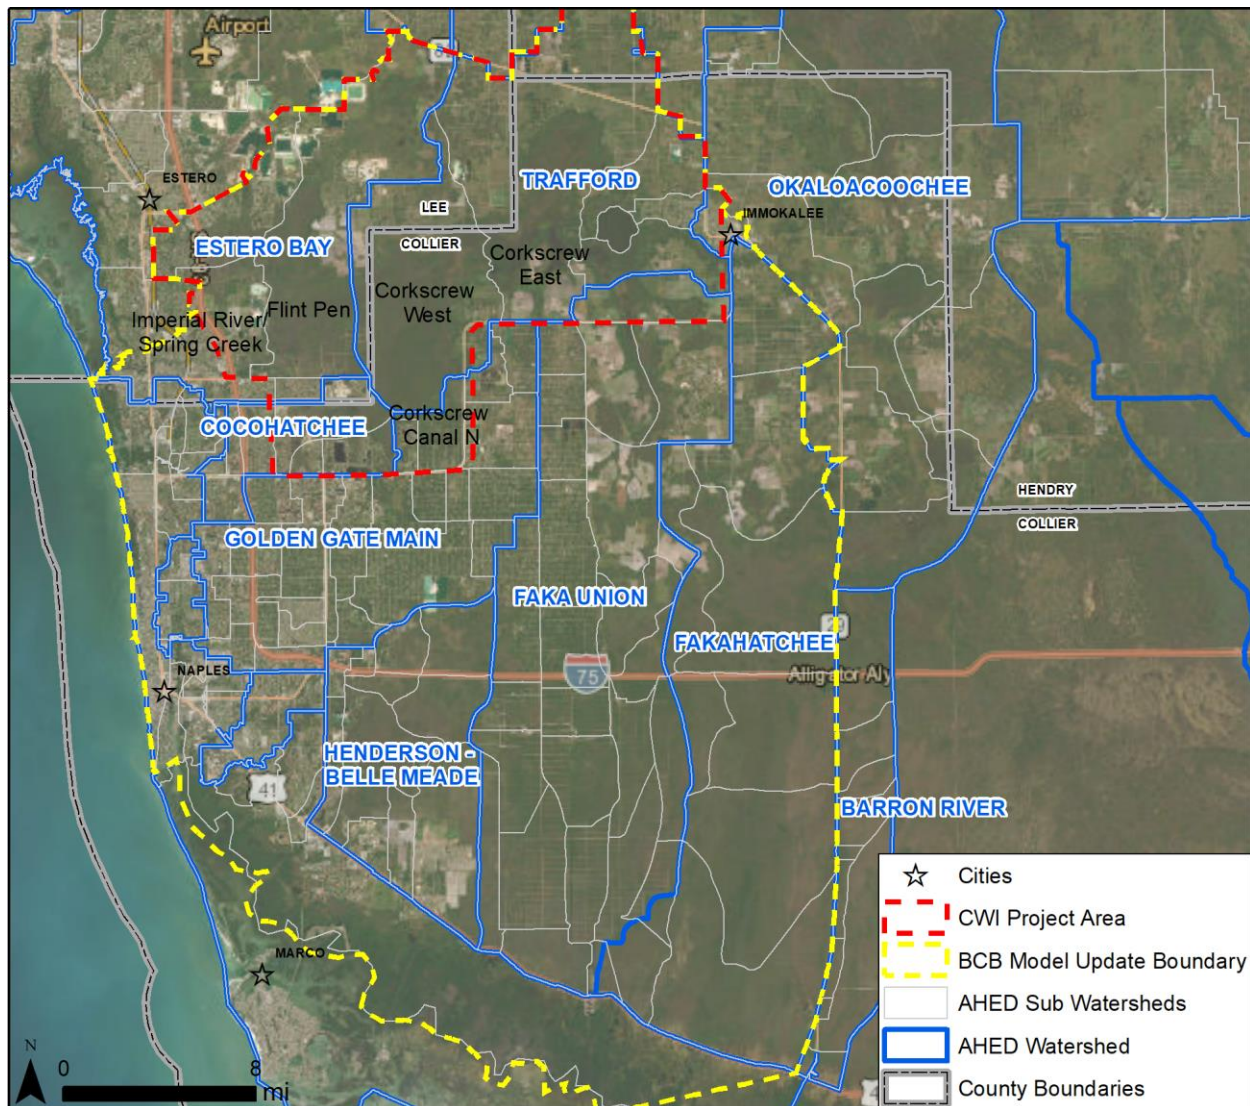 Airport
ESTERO
TRAFFORD
OKALOACOOCHEE
LEE
IMMOKALEE
ESTERO BAY
COLLIER
Corkscrew
East
Corkscrew
West
Flint Pen
Imperial River
Spring Creek
COCOHATCHEE
Corkscrew
Canal N
HENDRY
COLLIER
GOLDEN GATE MAIN
FAKA UNION
29
FAKAHATCHEE
NAPLES
75
Alligator Aly
HENDERSON -
BELLE MEADE
41
BARRON RIVER
MARCO
Cities
CWI Project Area
BCB Model Update Boundary
AHED Sub Watersheds
AHED Watershed
County Boundaries
N
0 8
mi